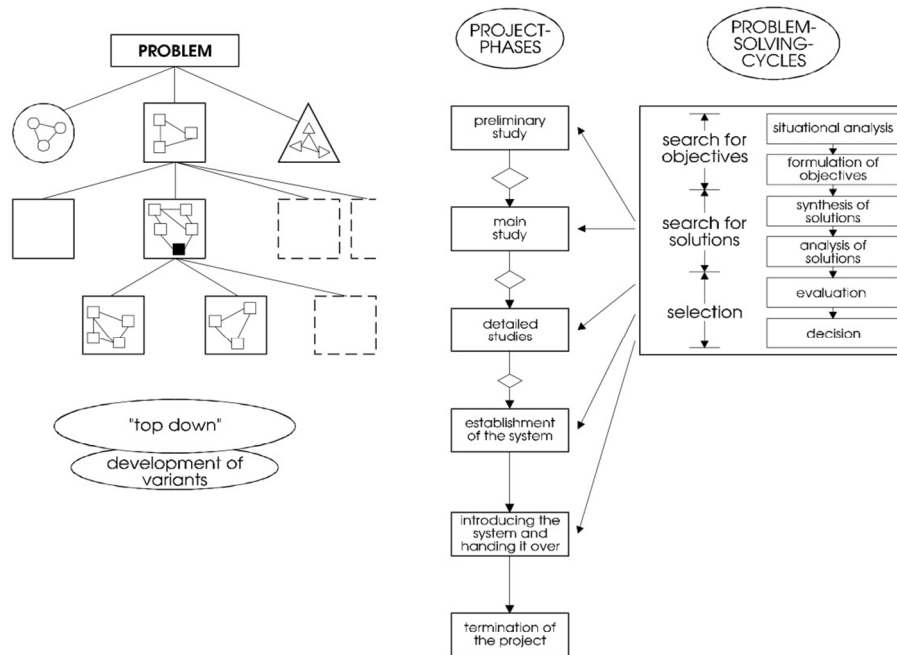 PROBLEM
"top down"
development of
variants
PROJECT-
PHASES
preliminary
study
main
study
detailed
studies
establishment
of the system
introducing the
system and
handing it over
termination of
the project
PROBLEM-
SOLVING-
CYCLES
search for
objectives
search for
solutions
selection
situational analysis
formulation of
objectives
synthesis of
solutions
analysis of
solutions
evaluation
decision